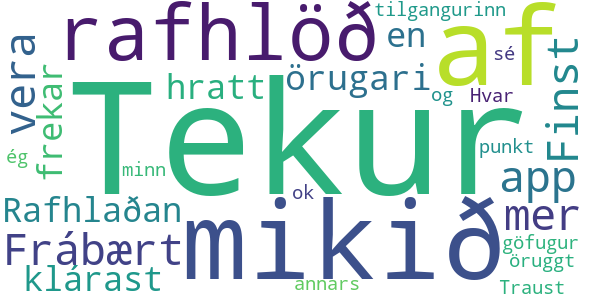 tilgangurinn
rafhlöð af en sé
vera hratt örugari Hvar og Finst
frekar Tekur
ég minn punkt app
Rafhlaðan mikið ok mer
Frábært göfugur
klárast annars öruggt
Traust